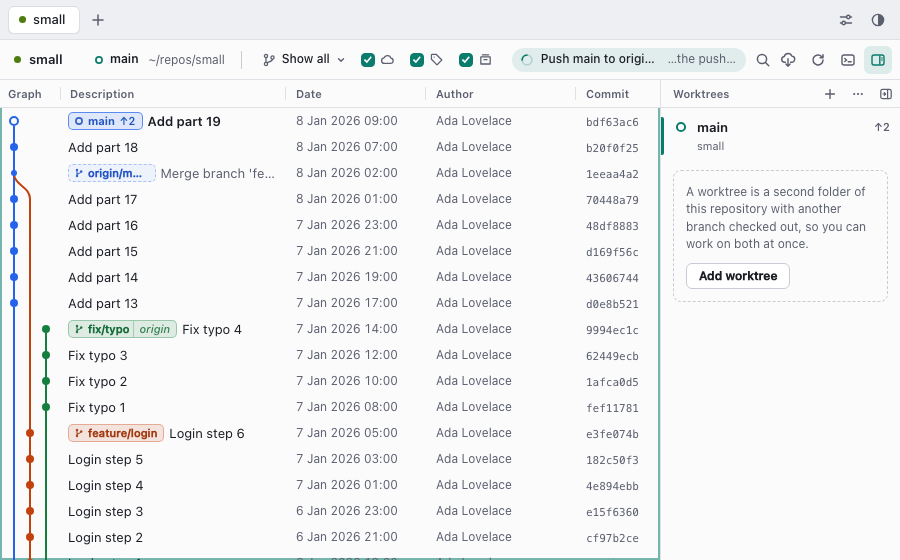 small
small main ~/repos/small Show all Push main to origi... ...the push...
Graph Description Date Author Commit Worktrees
main ↑2 Add part 19 8 Jan 2026 09:00 Ada Lovelace bdf63ac6
Add part 18 8 Jan 2026 07:00 Ada Lovelace b20f0f25
origin/m... Merge branch 'fe... 8 Jan 2026 02:00 Ada Lovelace 1eeaa4a2
Add part 17 8 Jan 2026 01:00 Ada Lovelace 70448a79
Add part 16 7 Jan 2026 23:00 Ada Lovelace 48df8883
Add part 15 7 Jan 2026 21:00 Ada Lovelace d169f56c
Add part 14 7 Jan 2026 19:00 Ada Lovelace 43606744
Add part 13 7 Jan 2026 17:00 Ada Lovelace d0e8b521
fix/typo origin Fix typo 4 7 Jan 2026 14:00 Ada Lovelace 9994ec1c
Fix typo 3 7 Jan 2026 12:00 Ada Lovelace 62449ecb
Fix typo 2 7 Jan 2026 10:00 Ada Lovelace 1afca0d5
Fix typo 1 7 Jan 2026 08:00 Ada Lovelace fef11781
feature/login Login step 6 7 Jan 2026 05:00 Ada Lovelace e3fe074b
Login step 5 7 Jan 2026 03:00 Ada Lovelace 182c50f3
Login step 4 7 Jan 2026 01:00 Ada Lovelace 4e894ebb
Login step 3 6 Jan 2026 23:00 Ada Lovelace e15f6360
Login step 2 6 Jan 2026 21:00 Ada Lovelace cf97b2ce
main ↑2
small
A worktree is a second folder of
this repository with another
branch checked out, so you can
work on both at once.
Add worktree